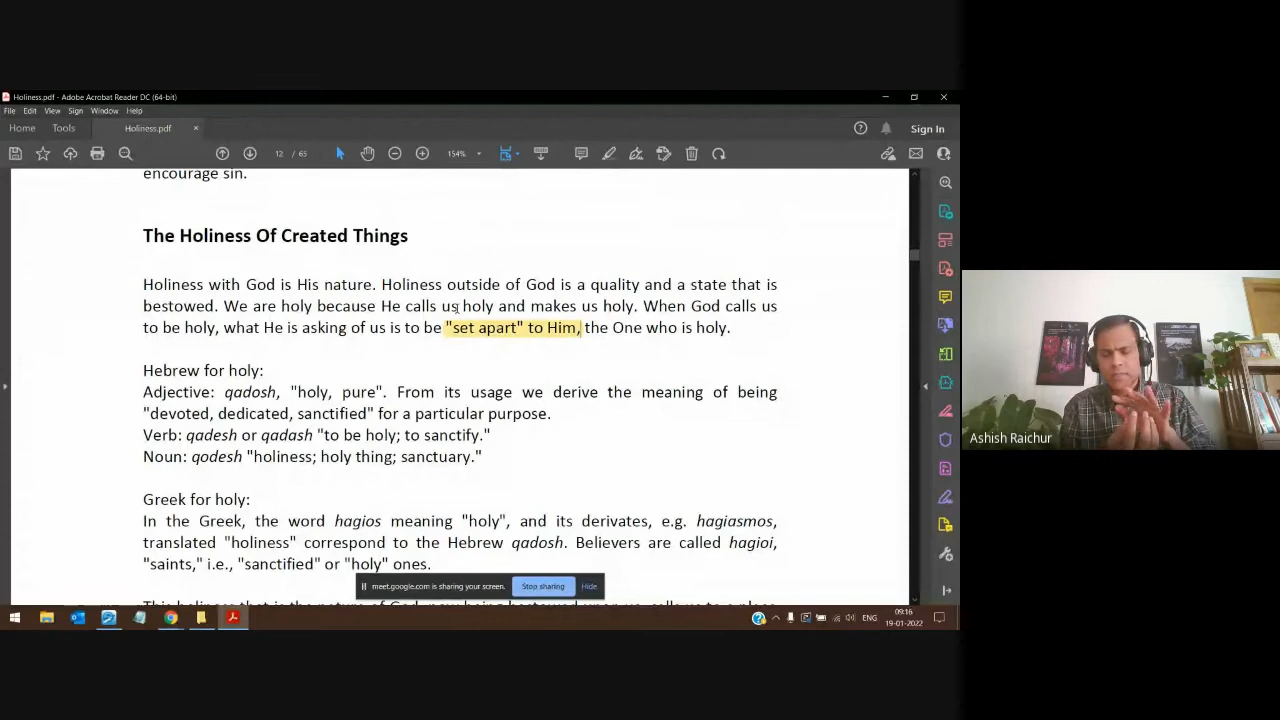 Holiness.pdf - Adobe Acrobat Reader DC (64-bit)
File Edit View Sign Window Help
Home Tools Holiness.pdf × Sign In
12 / 65 154%
encourage sin.
The Holiness Of Created Things
Holiness with God is His nature. Holiness outside of God is a quality and a state that is
bestowed. We are holy because He calls us holy and makes us holy. When God calls us
to be holy, what He is asking of us is to be "set apart" to Him, the One who is holy.
Hebrew for holy:
Adjective: qadosh, "holy, pure". From its usage we derive the meaning of being
"devoted, dedicated, sanctified" for a particular purpose.
Verb: qadesh or qadash "to be holy; to sanctify."
Noun: qodesh "holiness; holy thing; sanctuary."
Greek for holy:
In the Greek, the word hagios meaning "holy", and its derivates, e.g. hagiasmos,
translated "holiness" correspond to the Hebrew qadosh. Believers are called hagioi,
"saints," i.e., "sanctified" or "holy" ones.
meet.google.com is sharing your screen. Stop sharing Hide
ENG 09:16
19-01-2022
Ashish Raichur